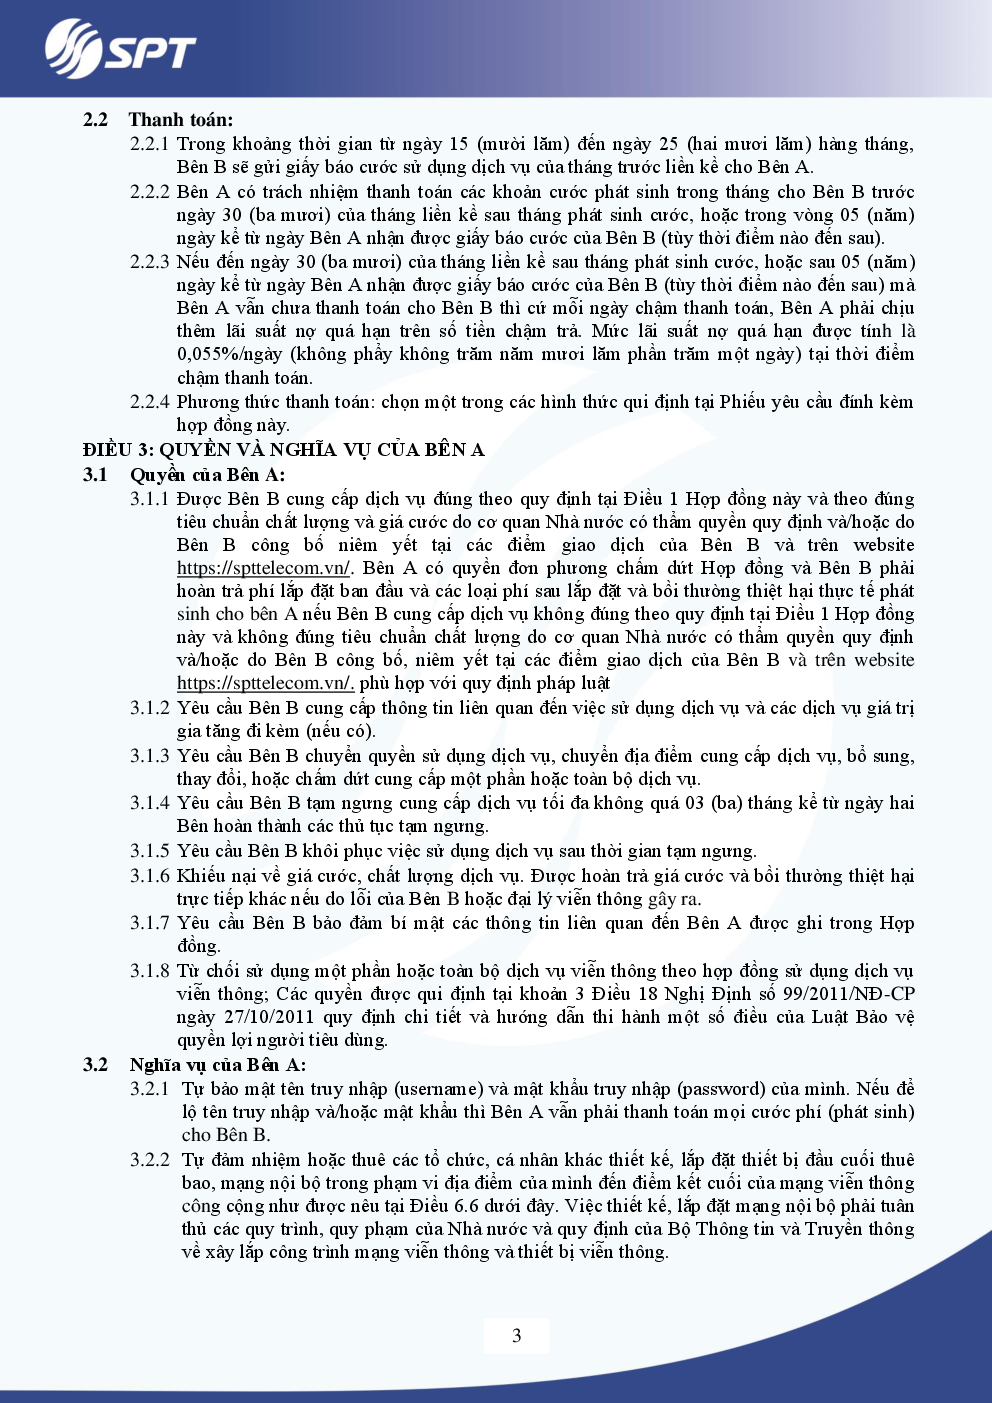 SPT
2.2 Thanh toán:
2.2.1 Trong khoảng thời gian từ ngày 15 (mười lăm) đến ngày 25 (hai mươi lăm) hàng tháng,
Bên B sẽ gửi giấy báo cước sử dụng dịch vụ của tháng trước liền kề cho Bên A.
2.2.2 Bên A có trách nhiệm thanh toán các khoản cước phát sinh trong tháng cho Bên B trước
ngày 30 (ba mươi) của tháng liền kề sau tháng phát sinh cước, hoặc trong vòng 05 (năm)
ngày kể từ ngày Bên A nhận được giấy báo cước của Bên B (tùy thời điểm nào đến sau).
2.2.3 Nếu đến ngày 30 (ba mươi) của tháng liền kề sau tháng phát sinh cước, hoặc sau 05 (năm)
ngày kể từ ngày Bên A nhận được giấy báo cước của Bên B (tùy thời điểm nào đến sau) mà
Bên A vẫn chưa thanh toán cho Bên B thì cứ mỗi ngày chậm thanh toán, Bên A phải chịu
thêm lãi suất nợ quá hạn trên số tiền chậm trả. Mức lãi suất nợ quá hạn được tính là
0,055%/ngày (không phẩy không trăm năm mươi lăm phần trăm một ngày) tại thời điểm
chậm thanh toán.
2.2.4 Phương thức thanh toán: chọn một trong các hình thức qui định tại Phiếu yêu cầu đính kèm
hợp đồng này.
ĐIỀU 3: QUYỀN VÀ NGHĨA VỤ CỦA BÊN A
3.1 Quyền của Bên A:
3.1.1 Được Bên B cung cấp dịch vụ đúng theo quy định tại Điều 1 Hợp đồng này và theo đúng
tiêu chuẩn chất lượng và giá cước do cơ quan Nhà nước có thẩm quyền quy định và/hoặc do
Bên B công bố niêm yết tại các điểm giao dịch của Bên B và trên website
https://spttelecom.vn/. Bên A có quyền đơn phương chấm dứt Hợp đồng và Bên B phải
hoàn trả phí lắp đặt ban đầu và các loại phí sau lắp đặt và bồi thường thiệt hại thực tế phát
sinh cho bên A nếu Bên B cung cấp dịch vụ không đúng theo quy định tại Điều 1 Hợp đồng
này và không đúng tiêu chuẩn chất lượng do cơ quan Nhà nước có thẩm quyền quy định
và/hoặc do Bên B công bố, niêm yết tại các điểm giao dịch của Bên B và trên website
https://spttelecom.vn/. phù hợp với quy định pháp luật
3.1.2 Yêu cầu Bên B cung cấp thông tin liên quan đến việc sử dụng dịch vụ và các dịch vụ giá trị
gia tăng đi kèm (nếu có).
3.1.3 Yêu cầu Bên B chuyển quyền sử dụng dịch vụ, chuyển địa điểm cung cấp dịch vụ, bổ sung,
thay đổi, hoặc chấm dứt cung cấp một phần hoặc toàn bộ dịch vụ.
3.1.4 Yêu cầu Bên B tạm ngưng cung cấp dịch vụ tối đa không quá 03 (ba) tháng kể từ ngày hai
Bên hoàn thành các thủ tục tạm ngưng.
3.1.5 Yêu cầu Bên B khôi phục việc sử dụng dịch vụ sau thời gian tạm ngưng.
3.1.6 Khiếu nại về giá cước, chất lượng dịch vụ. Được hoàn trả giá cước và bồi thường thiệt hại
trực tiếp khác nếu do lỗi của Bên B hoặc đại lý viễn thông gây ra.
3.1.7 Yêu cầu Bên B bảo đảm bí mật các thông tin liên quan đến Bên A được ghi trong Hợp
đồng.
3.1.8 Từ chối sử dụng một phần hoặc toàn bộ dịch vụ viễn thông theo hợp đồng sử dụng dịch vụ
viễn thông; Các quyền được qui định tại khoản 3 Điều 18 Nghị Định số 99/2011/NĐ-CP
ngày 27/10/2011 quy định chi tiết và hướng dẫn thi hành một số điều của Luật Bảo vệ
quyền lợi người tiêu dùng.
3.2 Nghĩa vụ của Bên A:
3.2.1 Tự bảo mật tên truy nhập (username) và mật khẩu truy nhập (password) của mình. Nếu để
lộ tên truy nhập và/hoặc mật khẩu thì Bên A vẫn phải thanh toán mọi cước phí (phát sinh)
cho Bên B.
3.2.2 Tự đảm nhiệm hoặc thuê các tổ chức, cá nhân khác thiết kế, lắp đặt thiết bị đầu cuối thuê
bao, mạng nội bộ trong phạm vi địa điểm của mình đến điểm kết cuối của mạng viễn thông
công cộng như được nêu tại Điều 6.6 dưới đây. Việc thiết kế, lắp đặt mạng nội bộ phải tuân
thủ các quy trình, quy phạm của Nhà nước và quy định của Bộ Thông tin và Truyền thông
về xây lắp công trình mạng viễn thông và thiết bị viễn thông.
3